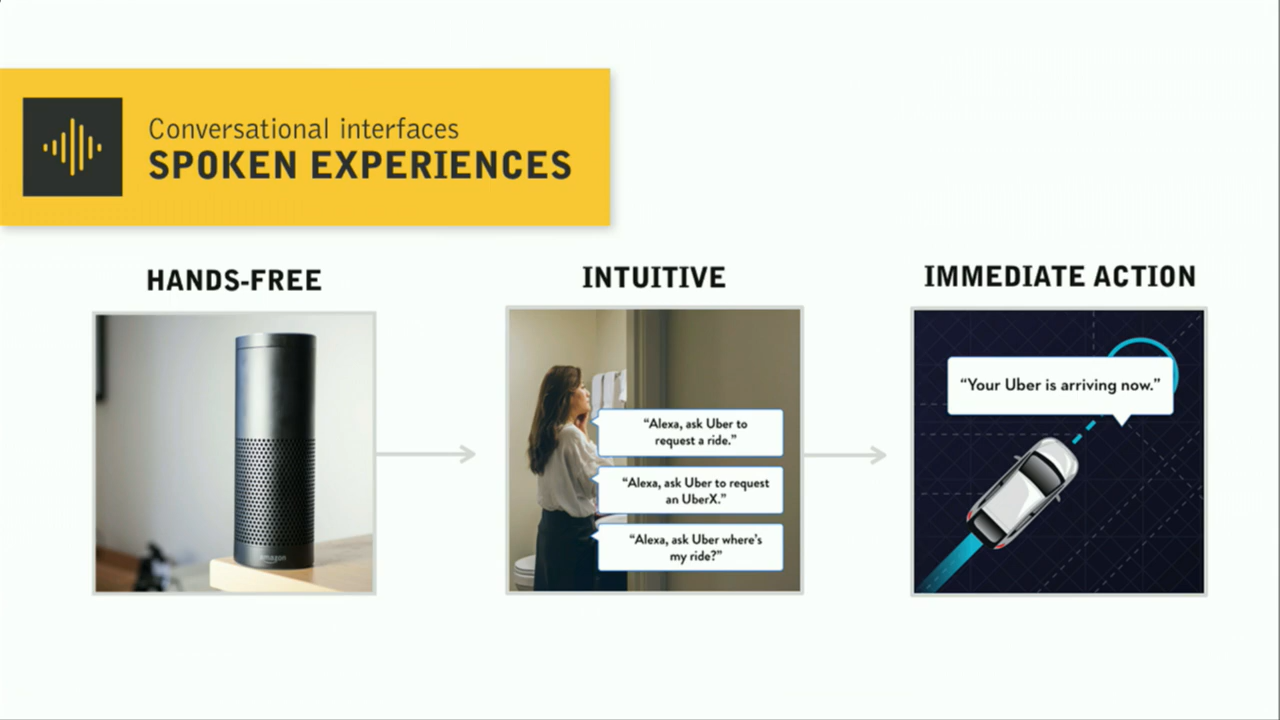 Conversational interfaces
SPOKEN EXPERIENCES
HANDS-FREE
INTUITIVE
IMMEDIATE ACTION
amazon
“Alexa, ask Uber to
request a ride.”
“Alexa, ask Uber to request
an UberX.”
“Alexa, ask Uber where’s
my ride?”
“Your Uber is arriving now.”